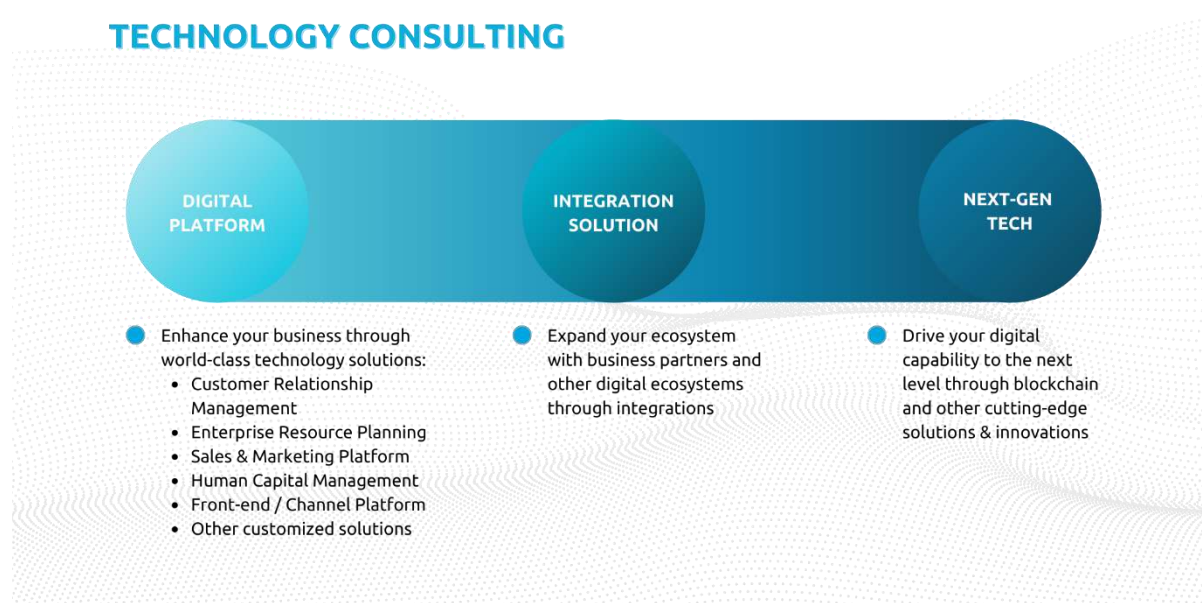 TECHNOLOGY CONSULTING
DIGITAL
PLATFORM
INTEGRATION
SOLUTION
NEXT-GEN
TECH
Enhance your business through
world-class technology solutions:
• Customer Relationship
Management
• Enterprise Resource Planning
• Sales & Marketing Platform
• Human Capital Management
• Front-end / Channel Platform
• Other customized solutions
Expand your ecosystem
with business partners and
other digital ecosystems
through integrations
Drive your digital
capability to the next
level through blockchain
and other cutting-edge
solutions & innovations